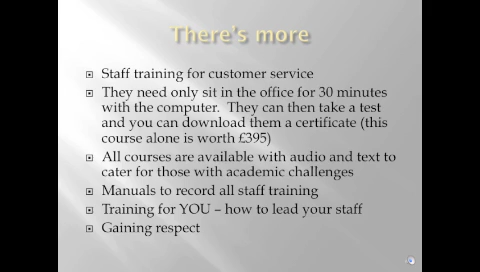 There's more
Staff training for customer service
They need only sit in the office for 30 minutes
with the computer. They can then take a test
and you can download them a certificate (this
course alone is worth £395)
All courses are available with audio and text to
cater for those with academic challenges
Manuals to record all staff training
Training for YOU – how to lead your staff
Gaining respect